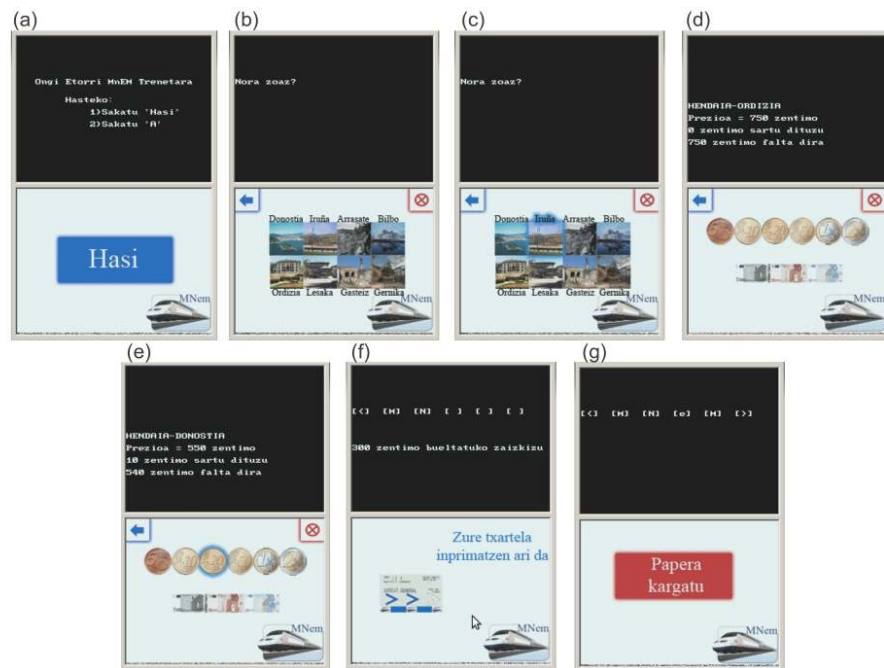 (a)
Ongi Etorri MnEM Trenetara
Hasteko:
1)Sakatu 'Hasi'
2)Sakatu 'A'
Hasi
MNem
(b)
Nora zoaz?
Donostia Iruña Arrasate Bilbo
Ordizia Lesaka Gasteiz Gernika
MNem
(c)
Nora zoaz?
Donostia Iruña Arrasate Bilbo
Ordizia Lesaka Gasteiz Gernika
MNem
(d)
HENDAIA-ORDIZIA
Prezioa = 750 zentimo
0 zentimo sartu dituzu
750 zentimo falta dira
MNem
(e)
HENDAIA-DONOSTIA
Prezioa = 550 zentimo
10 zentimo sartu dituzu
540 zentimo falta dira
MNem
(f)
[<] [M] [N] [ ] [ ] [ ]
300 zentimo bueltatuko zaizkizu
Zure txartela
inprimatzen ari da
MNem
(g)
[<] [M] [N] [e] [M] [>]
Papera
kargatu
MNem